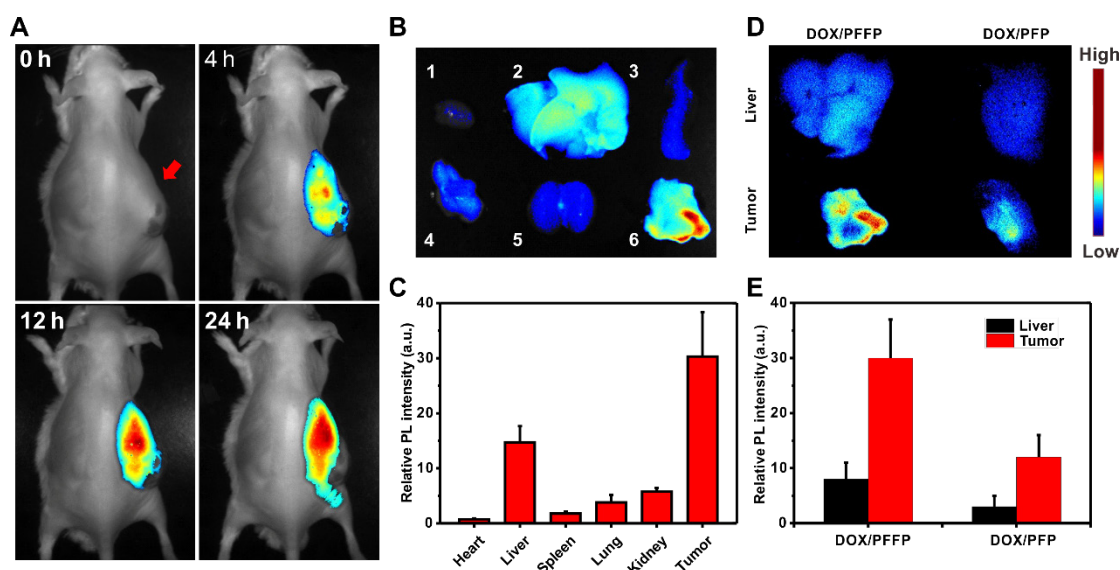 A
0 h
4 h
12 h
24 h
B
1
2
3
4
5
6
C
Relative PL intensity (a.u.)
40
30
20
10
0
Heart
Liver
Spleen
Lung
Kidney
Tumor
D
DOX/PFFP
DOX/PFP
Liver
Tumor
High
Low
E
Relative PL intensity (a.u.)
40
30
20
10
0
Liver
Tumor
DOX/PFFP
DOX/PFP